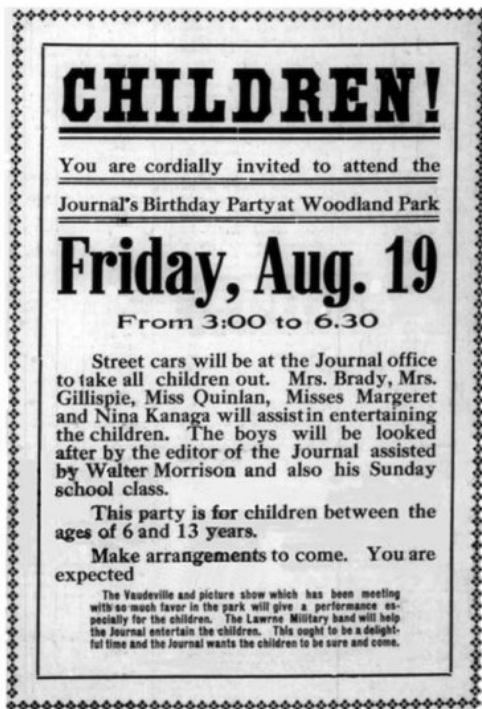 CHILDREN!
You are cordially invited to attend the
Journal's Birthday Party at Woodland Park
Friday, Aug. 19
From 3:00 to 6.30
Street cars will be at the Journal office
to take all children out. Mrs. Brady, Mrs.
Gillispie, Miss Quinlan, Misses Margeret
and Nina Kanaga will assist in entertaining
the children. The boys will be looked
after by the editor of the Journal assisted
by Walter Morrison and also his Sunday
school class.
This party is for children between the
ages of 6 and 13 years.
Make arrangements to come. You are
expected
The Vaudeville and picture show which has been meeting
with so much favor in the park will give a performance es-
pecially for the children. The Lawrne Military band will help
the Journal entertain the children. This ought to be a delight-
ful time and the Journal wants the children to be sure and come.